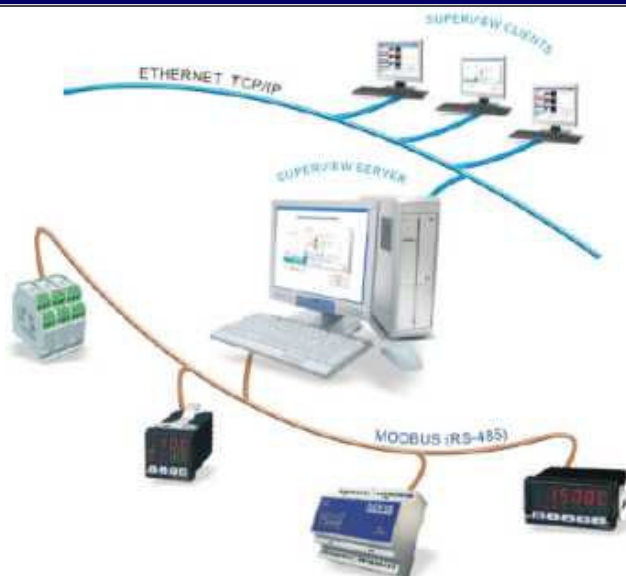 SUPERVIEW CLIENTS
ETHERNET TCP/IP
SUPERVIEW SERVER
MODBUS (RS-485)